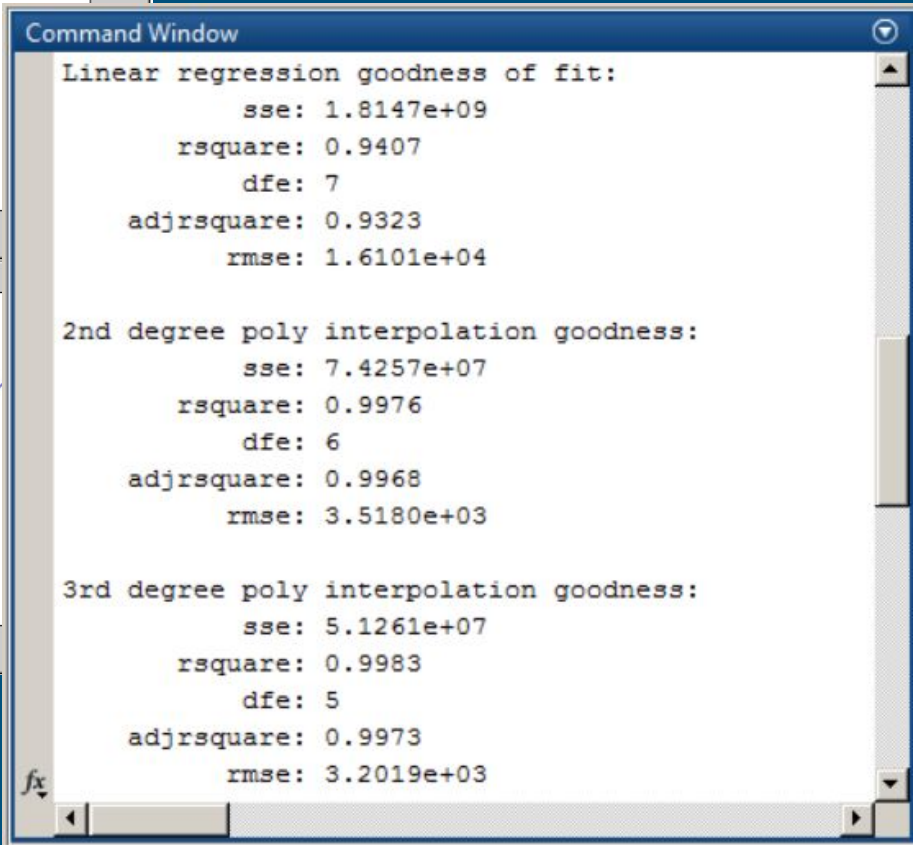 Command Window
Linear regression goodness of fit:
sse: 1.8147e+09
rsquare: 0.9407
dfe: 7
adjrsquare: 0.9323
rmse: 1.6101e+04
2nd degree poly interpolation goodness:
sse: 7.4257e+07
rsquare: 0.9976
dfe: 6
adjrsquare: 0.9968
rmse: 3.5180e+03
3rd degree poly interpolation goodness:
sse: 5.1261e+07
rsquare: 0.9983
dfe: 5
adjrsquare: 0.9973
rmse: 3.2019e+03
fx